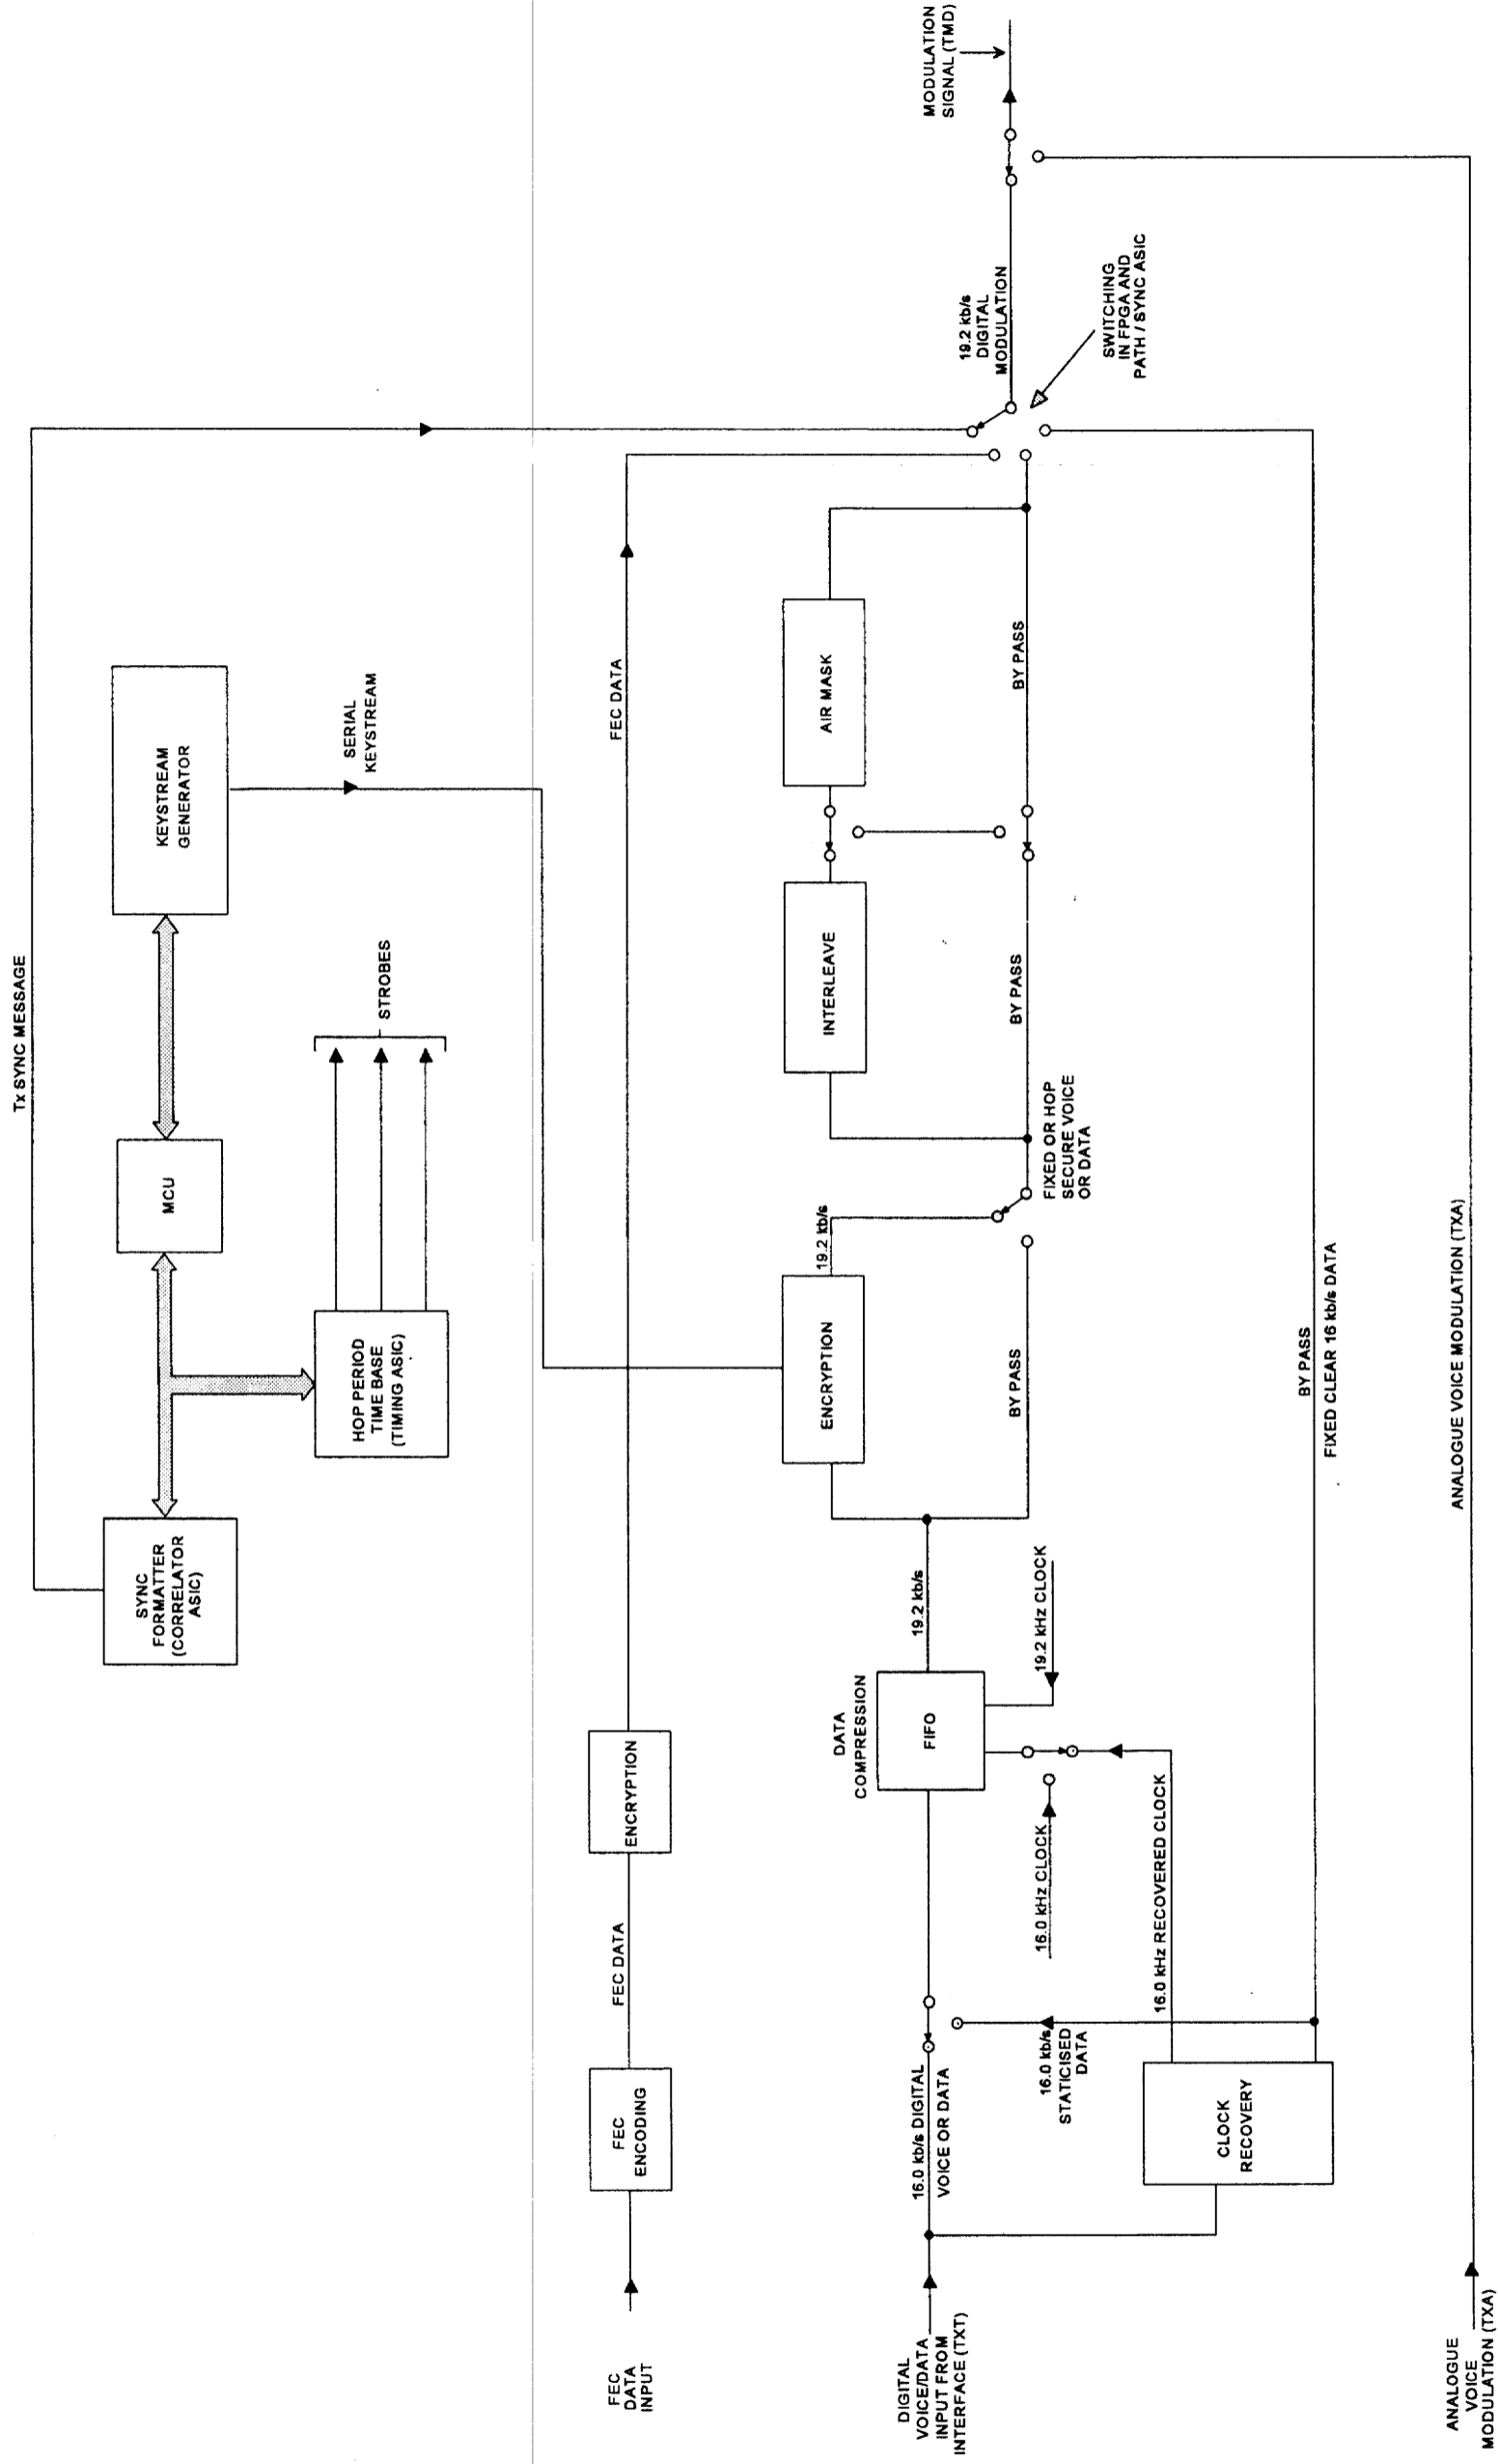 Tx SYNC MESSAGE
SYNC
FORMATTER
(CORRELATOR
ASIC)
MCU
KEYSTREAM
GENERATOR
HOP PERIOD
TIME BASE
(TIMING ASIC)
STROBES
SERIAL
KEYSTREAM
FEC
DATA
INPUT
FEC
ENCODING
FEC DATA
ENCRYPTION
FEC DATA
DIGITAL
VOICE/DATA
INPUT FROM
INTERFACE (TXT)
16.0 kb/s DIGITAL
VOICE OR DATA
16.0 kb/s
STATICISED
DATA
CLOCK
RECOVERY
16.0 kHz RECOVERED CLOCK
16.0 kHz CLOCK
DATA
COMPRESSION
FIFO
19.2 kHz CLOCK
19.2 kb/s
ENCRYPTION
19.2 kb/s
BY PASS
FIXED OR HOP
SECURE VOICE
OR DATA
INTERLEAVE
BY PASS
AIR MASK
BY PASS
19.2 kb/s
DIGITAL
MODULATION
SWITCHING
IN FPGA AND
PATH / SYNC ASIC
MODULATION
SIGNAL (TMD)
BY PASS
FIXED CLEAR 16 kb/s DATA
ANALOGUE VOICE MODULATION (TXA)
ANALOGUE
VOICE
MODULATION (TXA)